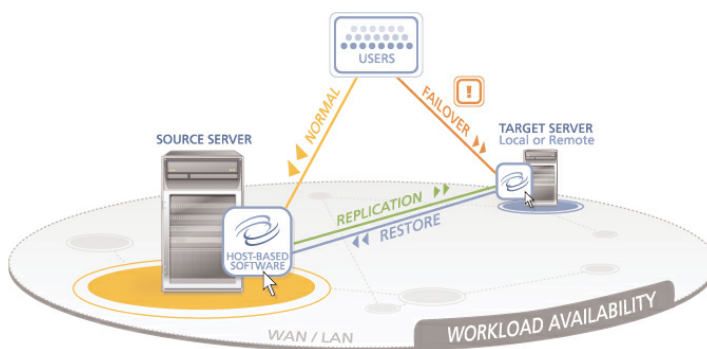 USERS
NORMAL
FAILOVER
!
SOURCE SERVER
TARGET SERVER
Local or Remote
REPLICATION
RESTORE
HOST-BASED
SOFTWARE
WAN / LAN
WORKLOAD AVAILABILITY